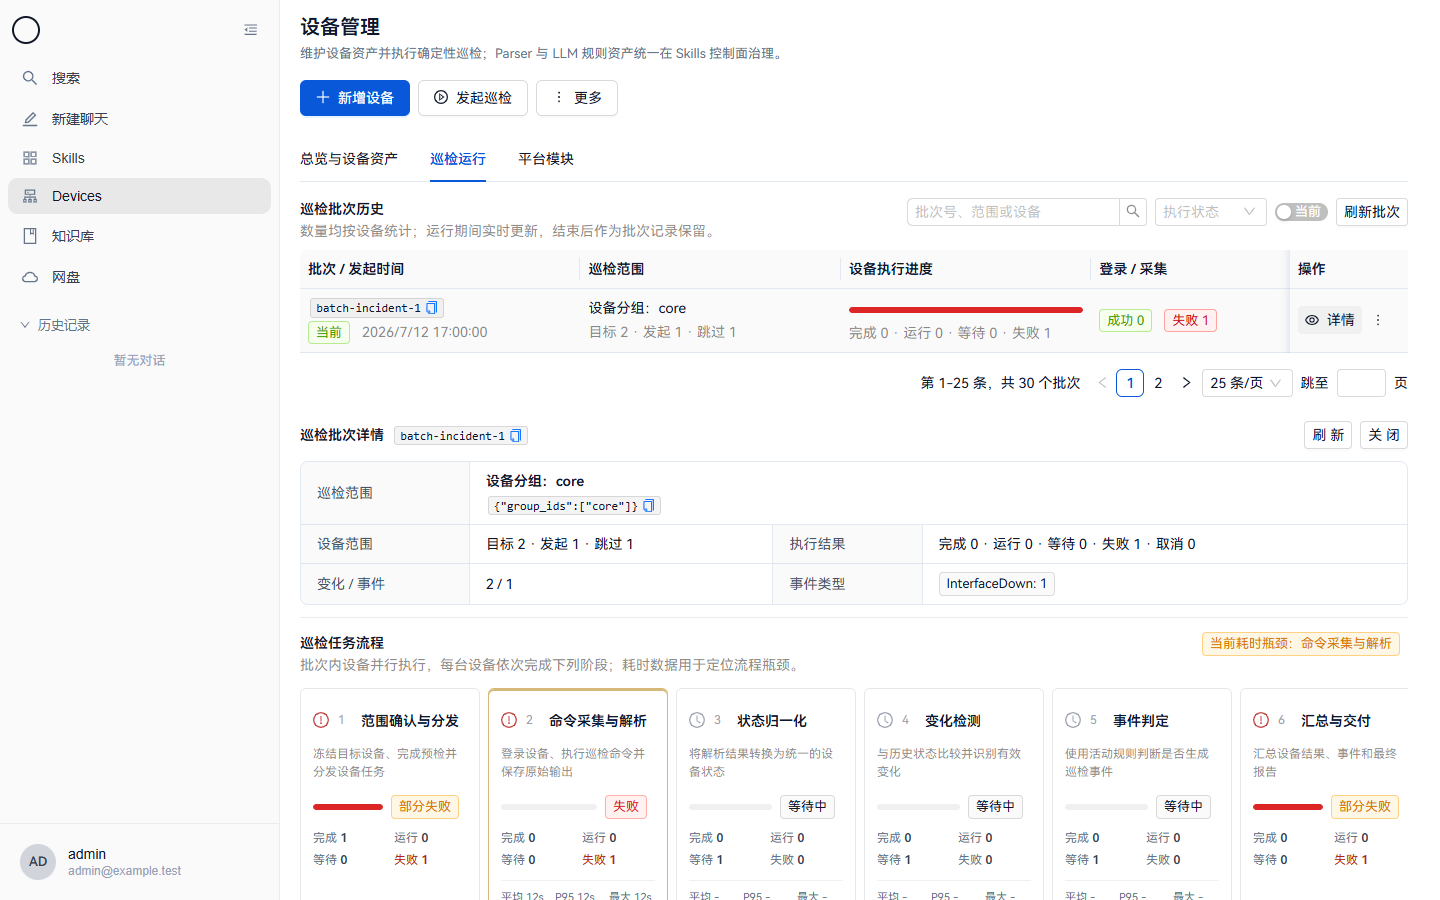 搜索
新建聊天
Skills
Devices
知识库
网盘
历史记录
暂无对话
AD
admin
admin@example.test
设备管理
维护设备资产并执行确定性巡检；Parser 与 LLM 规则资产统一在 Skills 控制面治理。
新增设备 发起巡检 更多
总览与设备资产 巡检运行 平台模块
巡检批次历史
数量均按设备统计；运行期间实时更新，结束后作为批次记录保留。
批次号、范围或设备 执行状态 当前 刷新批次
批次 / 发起时间 巡检范围 设备执行进度 登录 / 采集 操作
batch-incident-1 设备分组：core
当前 2026/7/12 17:00:00 目标 2 · 发起 1 · 跳过 1 完成 0 · 运行 0 · 等待 0 · 失败 1 成功 0 失败 1 详情
第 1-25 条，共 30 个批次 1 2 25 条/页 跳至 页
巡检批次详情 batch-incident-1 刷 新 关 闭
巡检范围 设备分组：core
{"group_ids":["core"]}
设备范围 目标 2 · 发起 1 · 跳过 1 执行结果 完成 0 · 运行 0 · 等待 0 · 失败 1 · 取消 0
变化 / 事件 2 / 1 事件类型 InterfaceDown: 1
巡检任务流程 当前耗时瓶颈：命令采集与解析
批次内设备并行执行，每台设备依次完成下列阶段；耗时数据用于定位流程瓶颈。
1 范围确认与分发
冻结目标设备、完成预检并
分发设备任务
部分失败
完成 1 运行 0
等待 0 失败 1
2 命令采集与解析
登录设备、执行巡检命令并
保存原始输出
失败
完成 0 运行 0
等待 0 失败 1
平均 12s P95 12s 最大 12s
3 状态归一化
将解析结果转换为统一的设
备状态
等待中
完成 0 运行 0
等待 1 失败 0
平均 - P95 - 最大 -
4 变化检测
与历史状态比较并识别有效
变化
等待中
完成 0 运行 0
等待 1 失败 0
平均 - P95 - 最大 -
5 事件判定
使用活动规则判断是否生成
巡检事件
等待中
完成 0 运行 0
等待 1 失败 0
平均 - P95 - 最大 -
6 汇总与交付
汇总设备结果、事件和最终
报告
部分失败
完成 0 运行 0
等待 0 失败 1